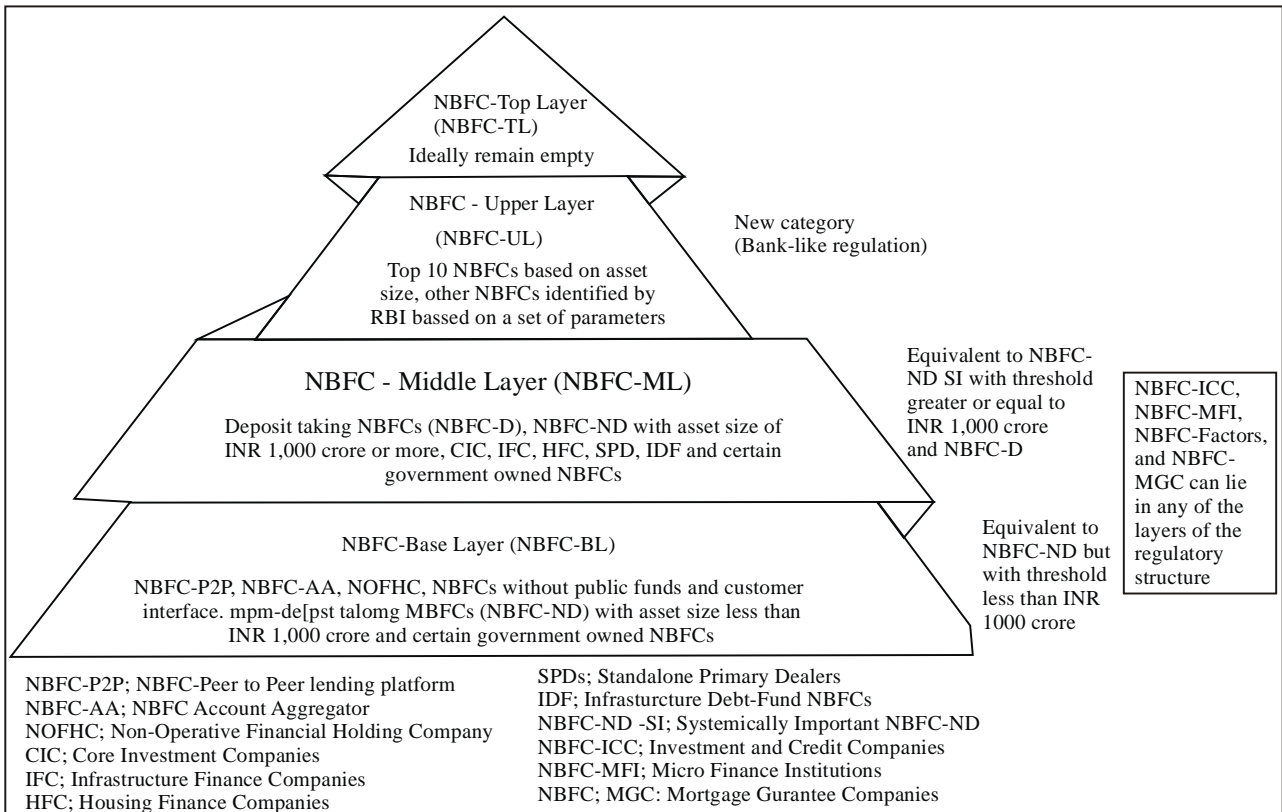 NBFC-Top Layer
(NBFC-TL)
Ideally remain empty
NBFC - Upper Layer
(NBFC-UL)
Top 10 NBFCs based on asset
size, other NBFCs identified by
RBI bassed on a set of parameters
New category
(Bank-like regulation)
NBFC - Middle Layer (NBFC-ML)
Deposit taking NBFCs (NBFC-D), NBFC-ND with asset size of
INR 1,000 crore or more, CIC, IFC, HFC, SPD, IDF and certain
government owned NBFCs
Equivalent to NBFC-
ND SI with threshold
greater or equal to
INR 1,000 crore
and NBFC-D
NBFC-ICC,
NBFC-MFI,
NBFC-Factors,
and NBFC-
MGC can lie
in any of the
layers of the
regulatory
structure
NBFC-Base Layer (NBFC-BL)
NBFC-P2P, NBFC-AA, NOFHC, NBFCs without public funds and customer
interface. mpm-de[pst talomg MBFCs (NBFC-ND) with asset size less than
INR 1,000 crore and certain government owned NBFCs
Equivalent to
NBFC-ND but
with threshold
less than INR
1000 crore
NBFC-P2P; NBFC-Peer to Peer lending platform
NBFC-AA; NBFC Account Aggregator
NOFHC; Non-Operative Financial Holding Company
CIC; Core Investment Companies
IFC; Infrastructure Finance Companies
HFC; Housing Finance Companies
SPDs; Standalone Primary Dealers
IDF; Infrasturcture Debt-Fund NBFCs
NBFC-ND -SI; Systemically Important NBFC-ND
NBFC-ICC; Investment and Credit Companies
NBFC-MFI; Micro Finance Institutions
NBFC; MGC: Mortgage Gurantee Companies